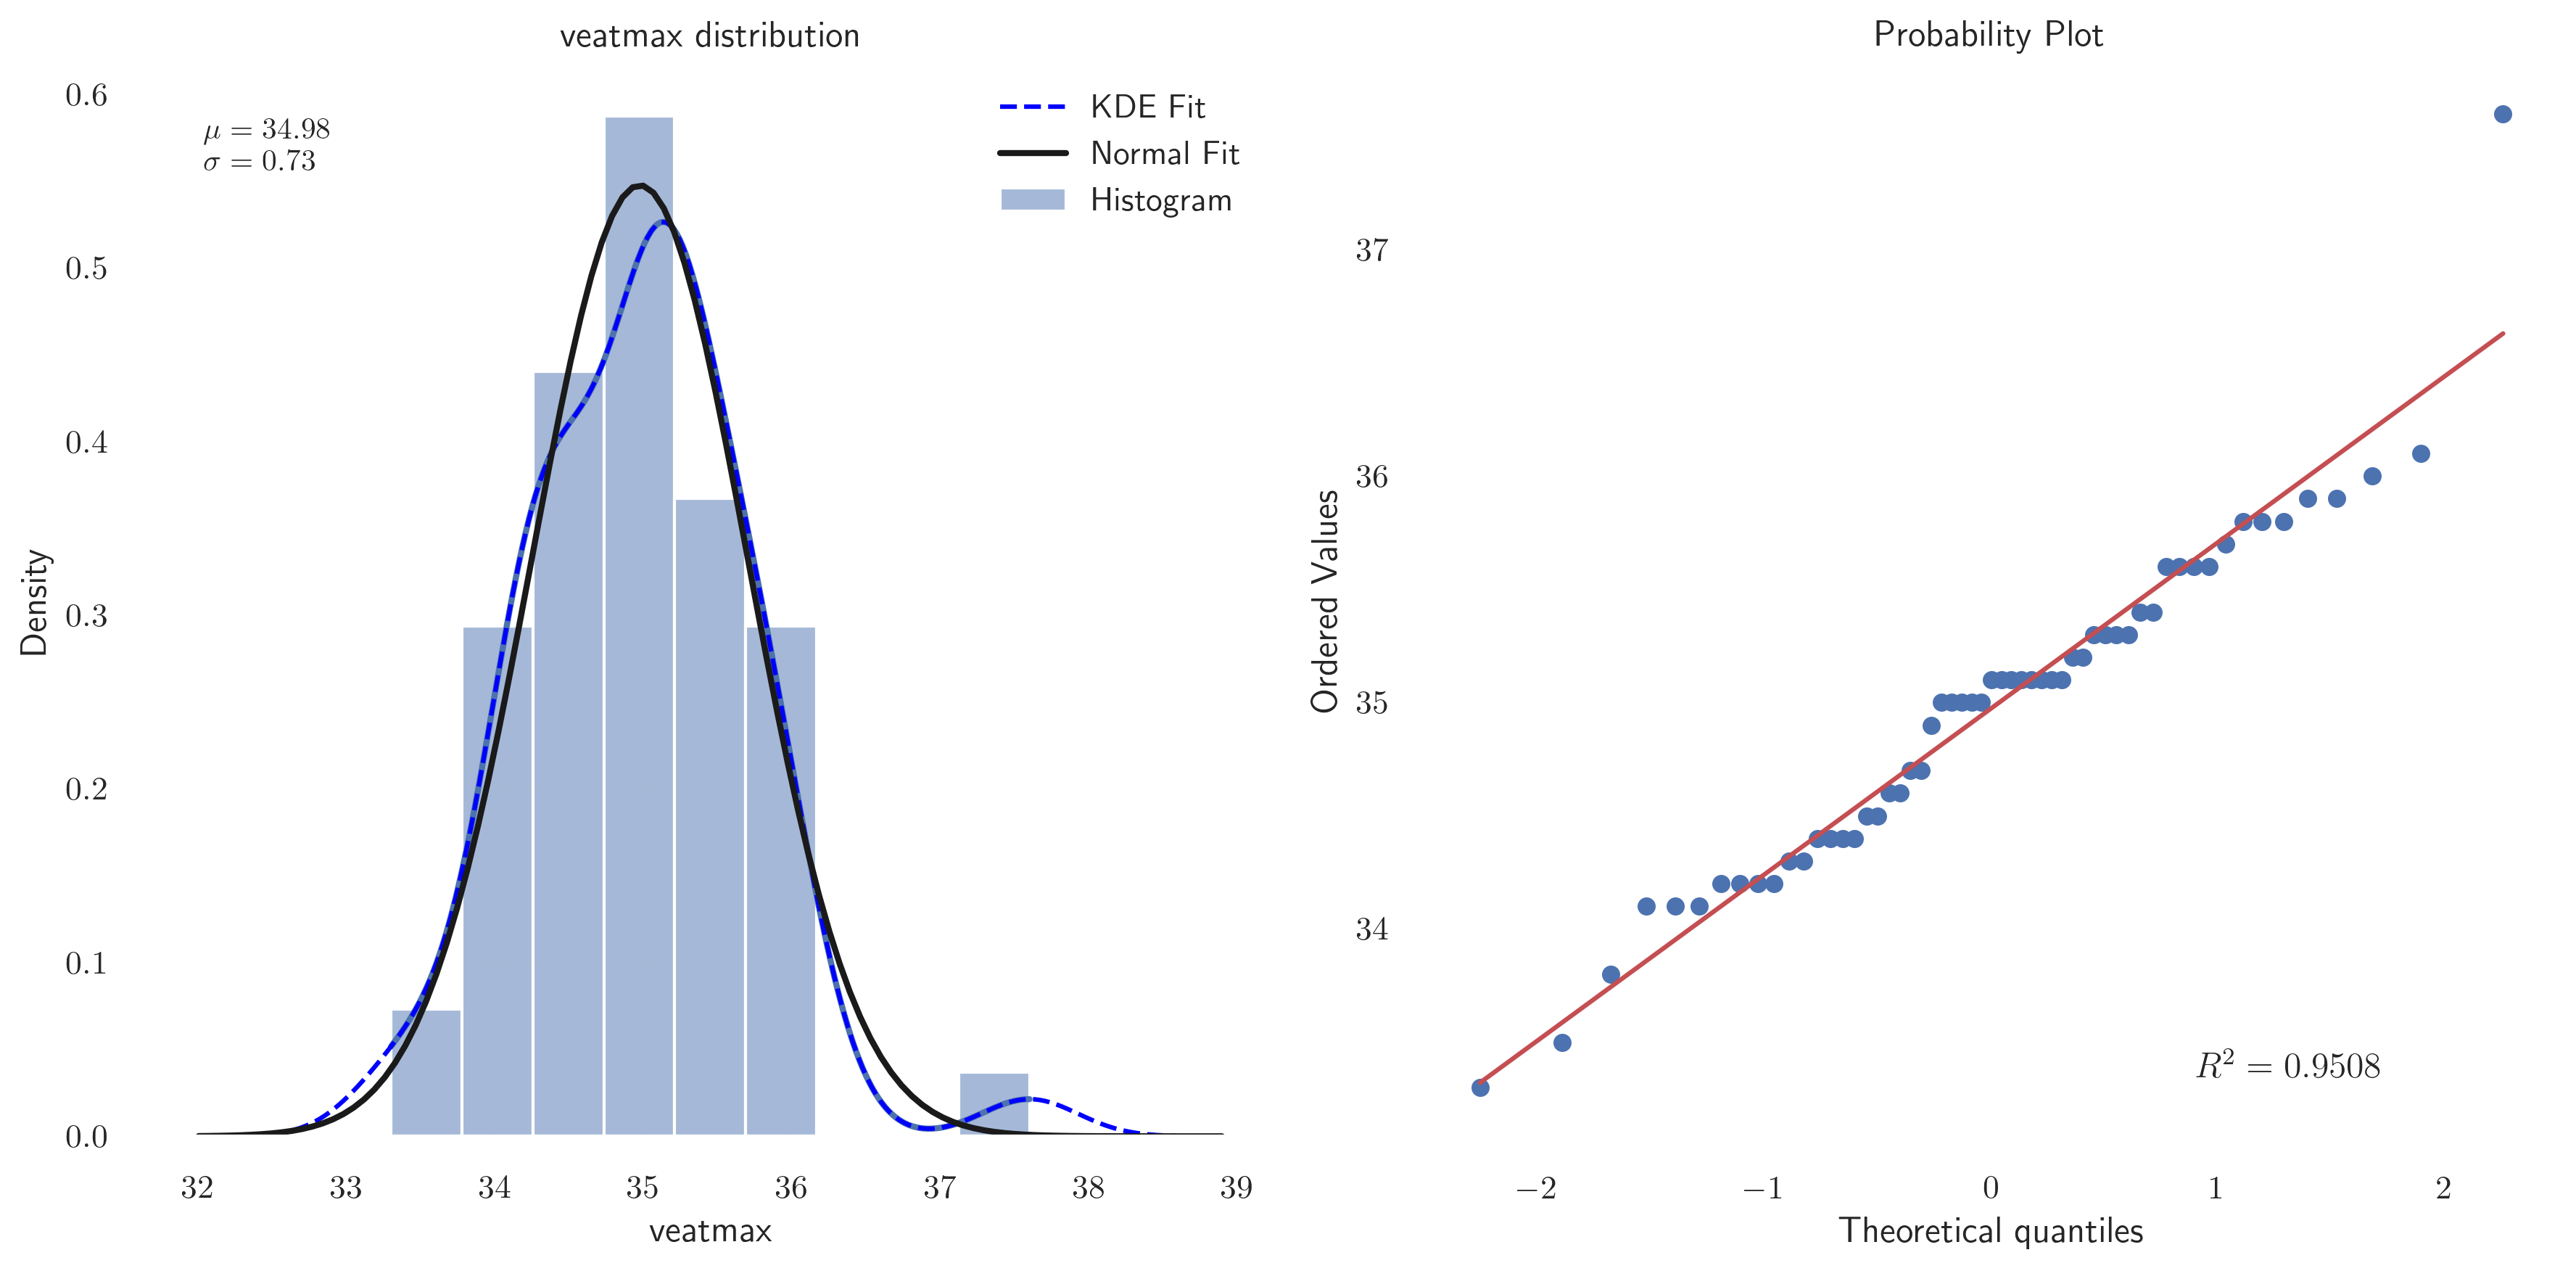 veatmax distribution
μ = 34.98
σ = 0.73
KDE Fit
Normal Fit
Histogram
Density
0.6
0.5
0.4
0.3
0.2
0.1
0.0
32 33 34 35 36 37 38 39
veatmax
Probability Plot
Ordered Values
37
36
35
34
R² = 0.9508
−2 −1 0 1 2
Theoretical quantiles